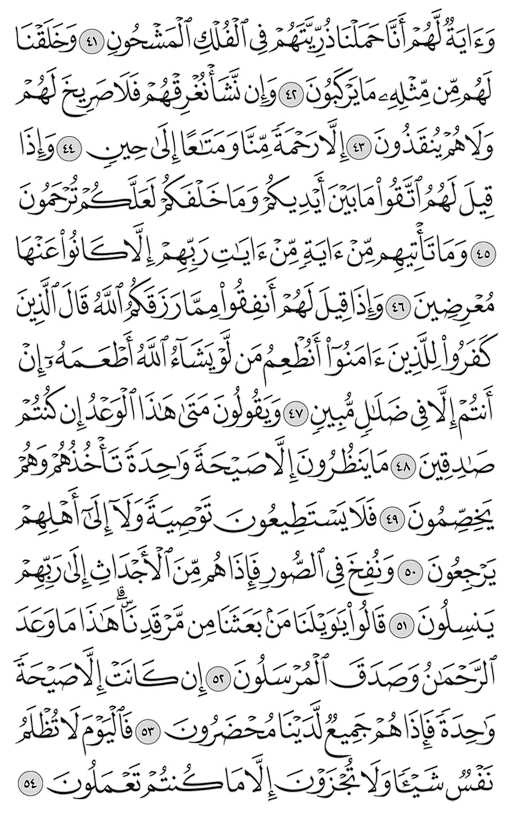 وَءَايَةٌ لَّهُمْ أَنَّا حَمَلْنَا ذُرِّيَّتَهُمْ فِى ٱلْفُلْكِ ٱلْمَشْحُونِ ٤١ وَخَلَقْنَا
لَهُم مِّن مِّثْلِهِۦ مَا يَرْكَبُونَ ٤٢ وَإِن نَّشَأْ نُغْرِقْهُمْ فَلَا صَرِيخَ لَهُمْ
وَلَا هُمْ يُنقَذُونَ ٤٣ إِلَّا رَحْمَةً مِّنَّا وَمَتَٰعًا إِلَىٰ حِينٍ ٤٤ وَإِذَا
قِيلَ لَهُمُ ٱتَّقُوا۟ مَا بَيْنَ أَيْدِيكُمْ وَمَا خَلْفَكُمْ لَعَلَّكُمْ تُرْحَمُونَ
٤٥ وَمَا تَأْتِيهِم مِّنْ ءَايَةٍ مِّنْ ءَايَٰتِ رَبِّهِمْ إِلَّا كَانُوا۟ عَنْهَا
مُعْرِضِينَ ٤٦ وَإِذَا قِيلَ لَهُمْ أَنفِقُوا۟ مِمَّا رَزَقَكُمُ ٱللَّهُ قَالَ ٱلَّذِينَ
كَفَرُوا۟ لِلَّذِينَ ءَامَنُوٓا۟ أَنُطْعِمُ مَن لَّوْ يَشَآءُ ٱللَّهُ أَطْعَمَهُۥٓ إِنْ
أَنتُمْ إِلَّا فِى ضَلَٰلٍ مُّبِينٍ ٤٧ وَيَقُولُونَ مَتَىٰ هَٰذَا ٱلْوَعْدُ إِن كُنتُمْ
صَٰدِقِينَ ٤٨ مَا يَنظُرُونَ إِلَّا صَيْحَةً وَٰحِدَةً تَأْخُذُهُمْ وَهُمْ
يَخِصِّمُونَ ٤٩ فَلَا يَسْتَطِيعُونَ تَوْصِيَةً وَلَآ إِلَىٰٓ أَهْلِهِمْ
يَرْجِعُونَ ٥٠ وَنُفِخَ فِى ٱلصُّورِ فَإِذَا هُم مِّنَ ٱلْأَجْدَاثِ إِلَىٰ رَبِّهِمْ
يَنسِلُونَ ٥١ قَالُوا۟ يَٰوَيْلَنَا مَنۢ بَعَثَنَا مِن مَّرْقَدِنَا ۜ ۗ هَٰذَا مَا وَعَدَ
ٱلرَّحْمَٰنُ وَصَدَقَ ٱلْمُرْسَلُونَ ٥٢ إِن كَانَتْ إِلَّا صَيْحَةً
وَٰحِدَةً فَإِذَا هُمْ جَمِيعٌ لَّدَيْنَا مُحْضَرُونَ ٥٣ فَٱلْيَوْمَ لَا تُظْلَمُ
نَفْسٌ شَيْـًٔا وَلَا تُجْزَوْنَ إِلَّا مَا كُنتُمْ تَعْمَلُونَ ٥٤